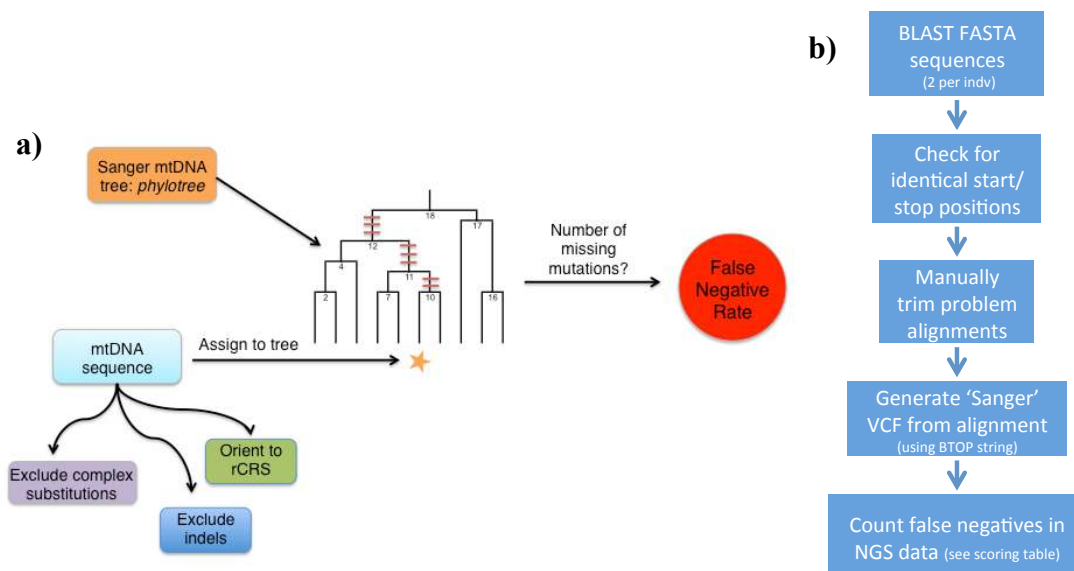 a)
Sanger mtDNA
tree: phylotree
18
17
12
4
11
2
7
10
16
Number of
missing
mutations?
False
Negative
Rate
mtDNA
sequence
Assign to tree
Orient to
rCRS
Exclude complex
substitutions
Exclude
indels
b)
BLAST FASTA
sequences
(2 per indv)
Check for
identical start/
stop positions
Manually
trim problem
alignments
Generate ‘Sanger’
VCF from alignment
(using BTOP string)
Count false negatives in
NGS data (see scoring table)